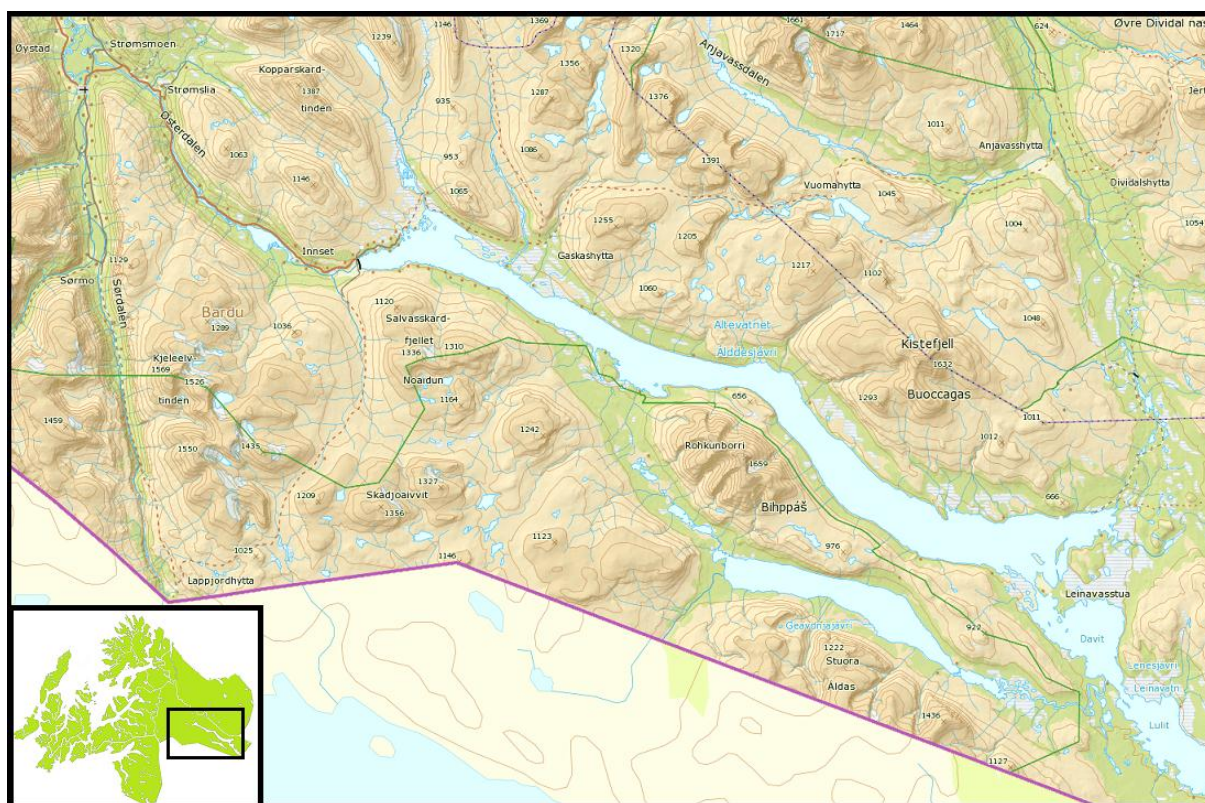 1146
1369
1661
1464
624
Øvre Dividal nas
Øystad
Strømsmoen
1239
1320
1717
Anjavassdalen
Kopparskard-
1387
tinden
1356
1287
1376
Strømslia
935
Østerdalen
1011
Jert
1063
1146
953
1086
1391
Anjavasshytta
1065
Vuomahytta
1045
Dividalshytta
1255
1004
1054
1205
Innset
Gaskashytta
1129
1217
1102
Sørmo
Sørdalen
1120
1060
Bardu
1289
1036
Salvasskard-
fjellet
1310
1336
Altevatnet
Álddesjávri
1048
Kistefjell
1632
Kjeleelv-
1569
1526
tinden
Noaidun
1164
656
1293
Buoccagas
1011
1459
1550
1435
1242
Rohkunborri
1659
1012
1209
1327
Skádjoaivvit
1356
Bihppáš
666
1025
1146
1123
976
Lappjordhytta
Leinavasstua
Geavdnjajávri
922
Davit
1222
Stuora
Áldas
Lenesjávri
Leinavatn
1436
Lulit
1127